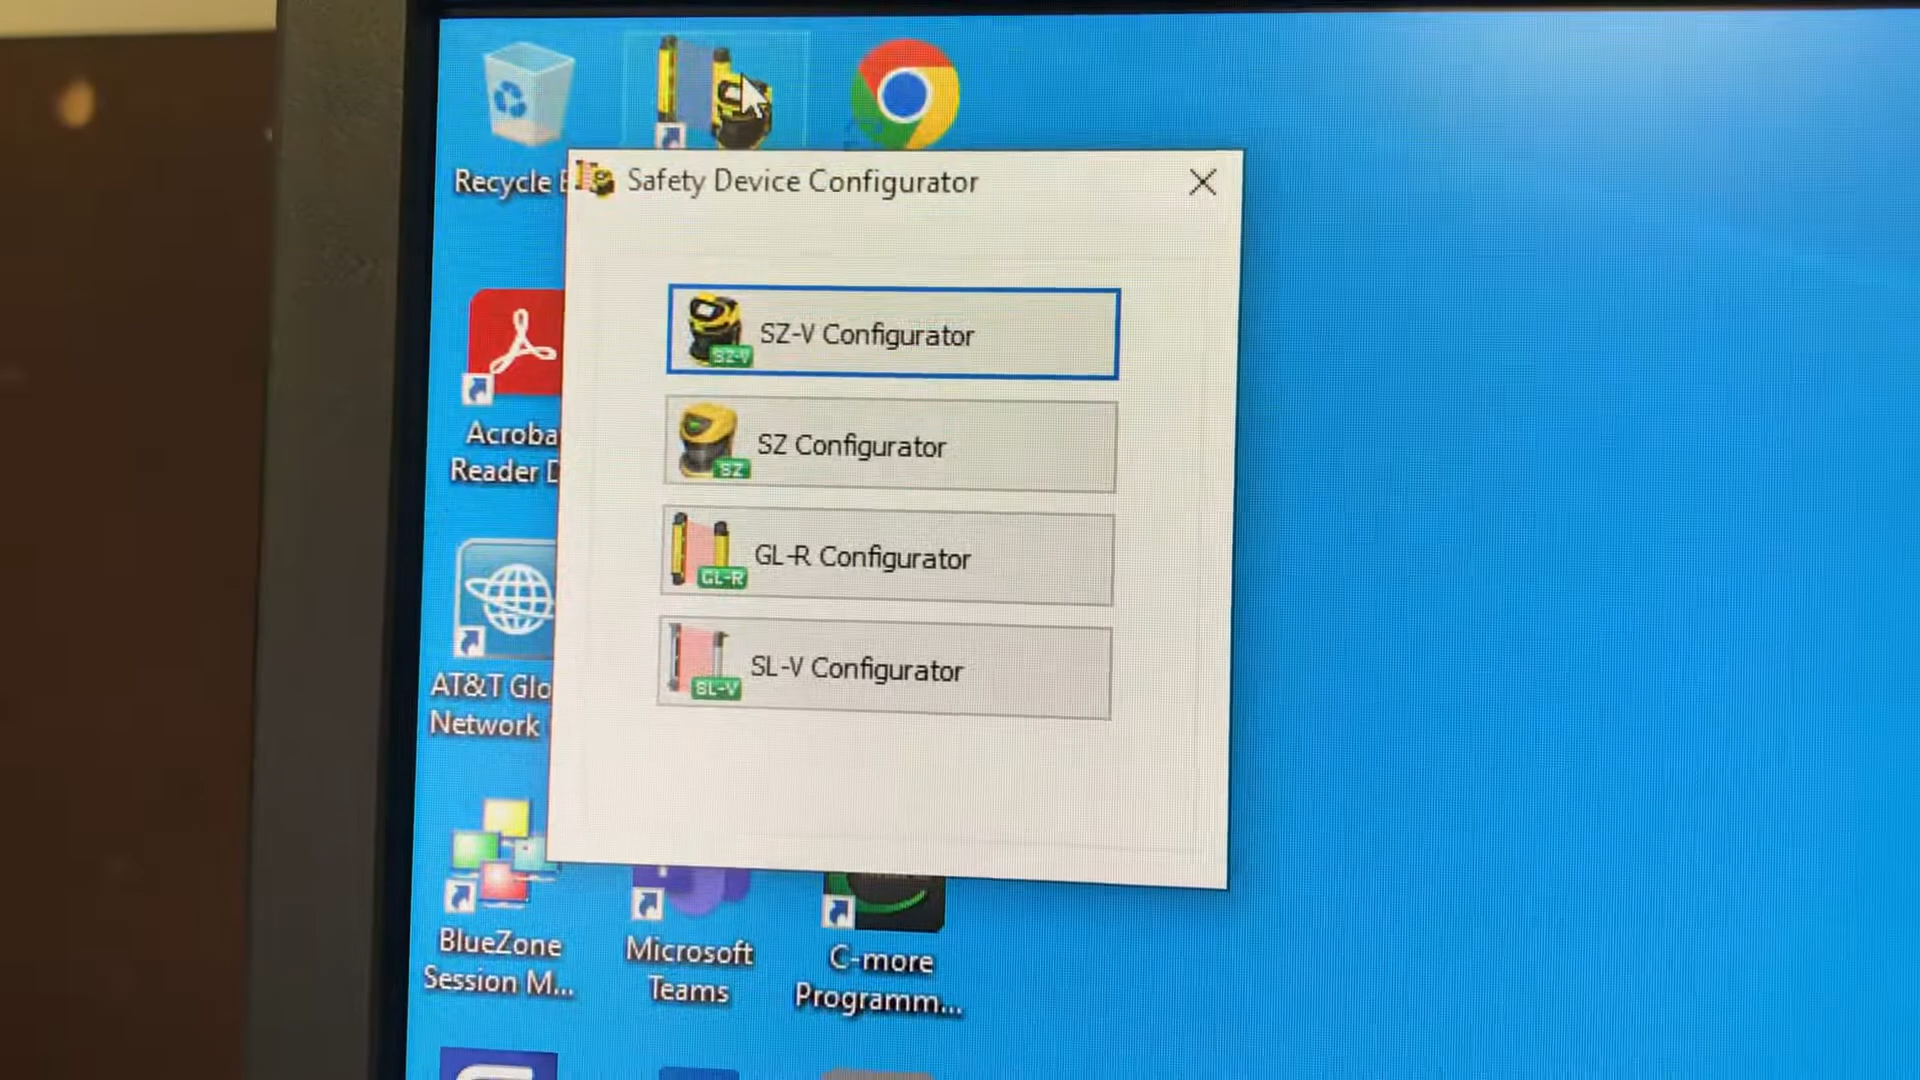 Recycle
Safety Device Configurator
SZ-V Configurator
SZ-V
SZ Configurator
SZ
GL-R Configurator
GL-R
SL-V Configurator
SL-V
Acroba
Reader D
AT&T Glo
Network
BlueZone
Session M...
Microsoft
Teams
C-more
Programm...